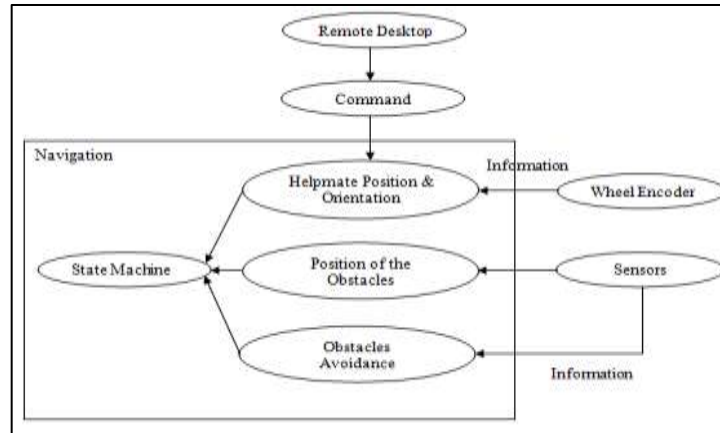 Remote Desktop
Command
Navigation
Information
Helpmate Position &
Orientation
Wheel Encoder
State Machine
Position of the
Obstacles
Sensors
Obstacles
Avoidance
Information